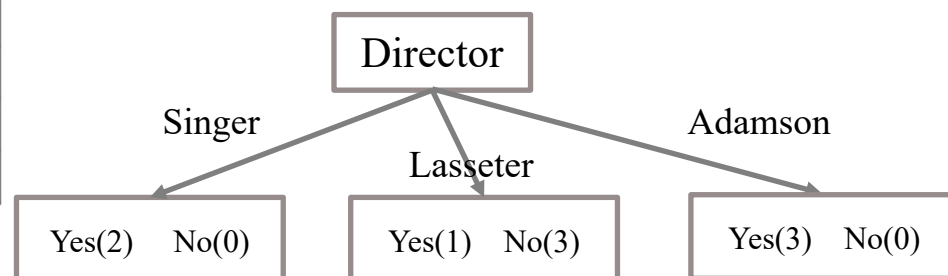 Director
Singer
Adamson
Lasseter
Yes(2) No(0)
Yes(1) No(3)
Yes(3) No(0)